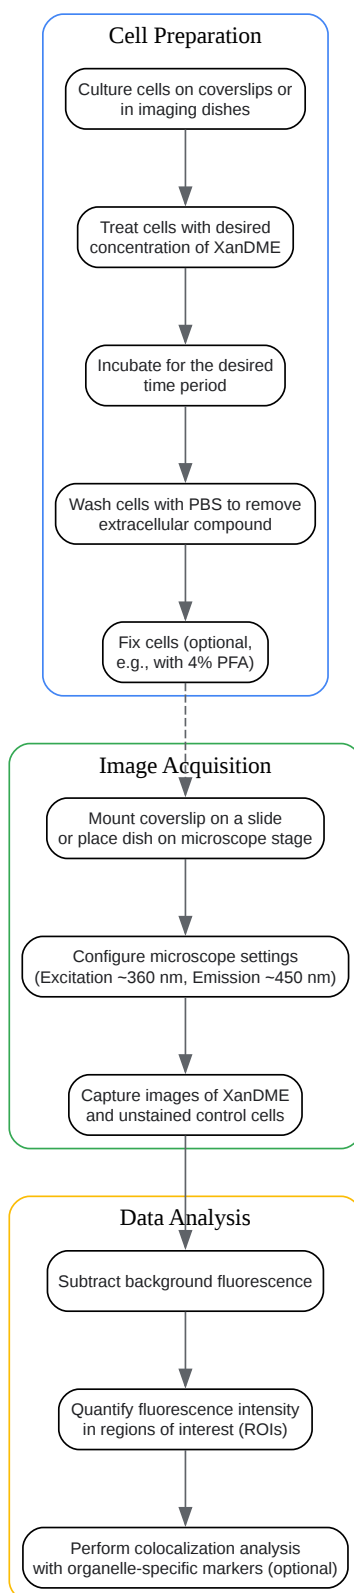 Cell Preparation
Culture cells on coverslips or
in imaging dishes
Treat cells with desired
concentration of XanDME
Incubate for the desired
time period
Wash cells with PBS to remove
extracellular compound
Fix cells (optional,
e.g., with 4% PFA)
Image Acquisition
Mount coverslip on a slide
or place dish on microscope stage
Configure microscope settings
(Excitation ~360 nm, Emission ~450 nm)
Capture images of XanDME
and unstained control cells
Data Analysis
Subtract background fluorescence
Quantify fluorescence intensity
in regions of interest (ROIs)
Perform colocalization analysis
with organelle-specific markers (optional)